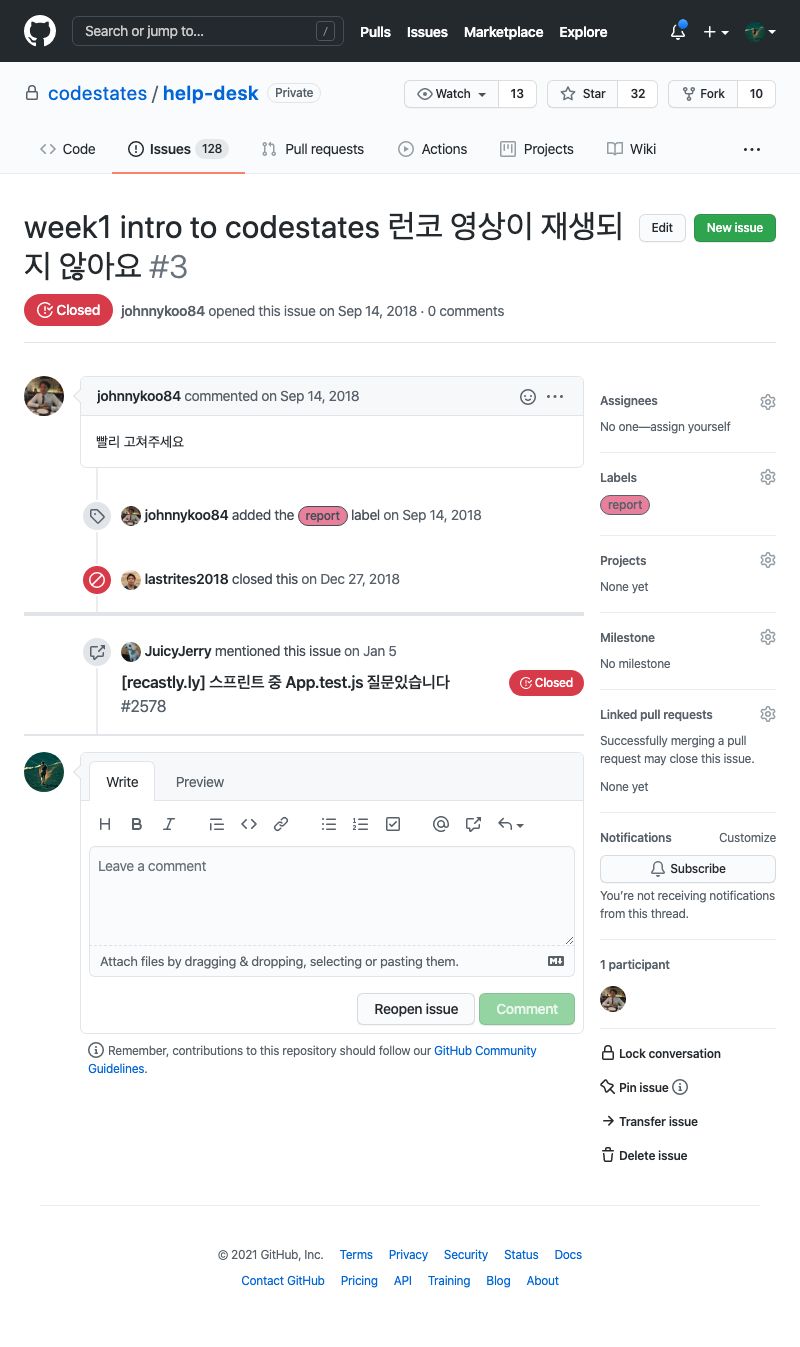 Search or jump to... /
Pulls Issues Marketplace Explore
codestates / help-desk Private
Watch 13 Star 32 Fork 10
Code Issues 128 Pull requests Actions Projects Wiki
week1 intro to codestates 런코 영상이 재생되
지 않아요 #3
Edit New issue
Closed johnnykoo84 opened this issue on Sep 14, 2018 · 0 comments
johnnykoo84 commented on Sep 14, 2018
빨리 고쳐주세요
johnnykoo84 added the report label on Sep 14, 2018
lastrites2018 closed this on Dec 27, 2018
JuicyJerry mentioned this issue on Jan 5
[recastly.ly] 스프린트 중 App.test.js 질문있습니다
#2578
Closed
Write Preview
Leave a comment
Attach files by dragging & dropping, selecting or pasting them.
Reopen issue Comment
Remember, contributions to this repository should follow our GitHub Community
Guidelines.
Assignees
No one—assign yourself
Labels
report
Projects
None yet
Milestone
No milestone
Linked pull requests
Successfully merging a pull
request may close this issue.
None yet
Notifications Customize
Subscribe
You're not receiving notifications
from this thread.
1 participant
Lock conversation
Pin issue
Transfer issue
Delete issue
© 2021 GitHub, Inc. Terms Privacy Security Status Docs
Contact GitHub Pricing API Training Blog About